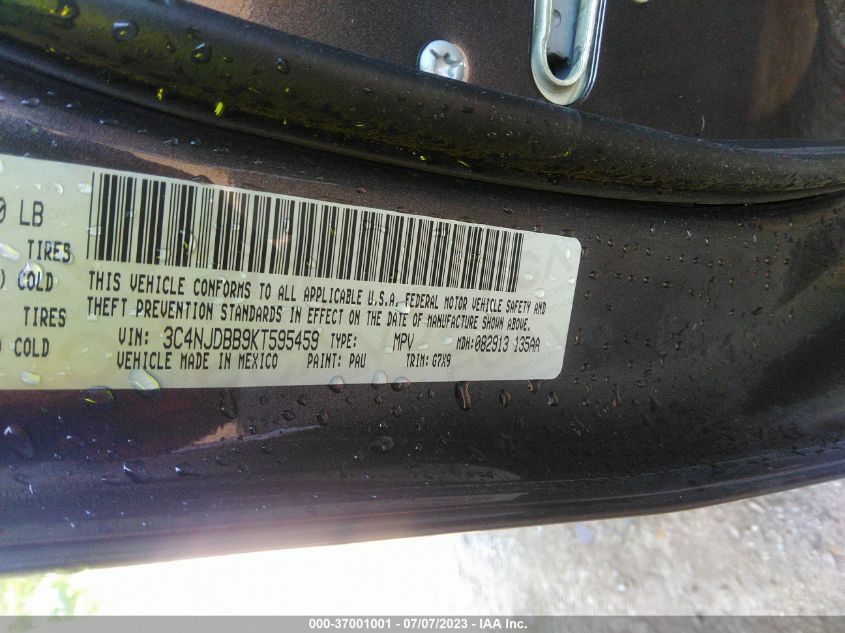 0 LB
TIRES
) COLD
TIRES
) COLD
THIS VEHICLE CONFORMS TO ALL APPLICABLE U.S.A. FEDERAL MOTOR VEHICLE SAFETY AND
THEFT PREVENTION STANDARDS IN EFFECT ON THE DATE OF MANUFACTURE SHOWN ABOVE.
VIN: 3C4NJDBB9KT595459 TYPE: MPV MDH:082913 135AA
VEHICLE MADE IN MEXICO PAINT: PAU TRIM: G7X9
000-37001001 / 07/07/2023 - IAA Inc.